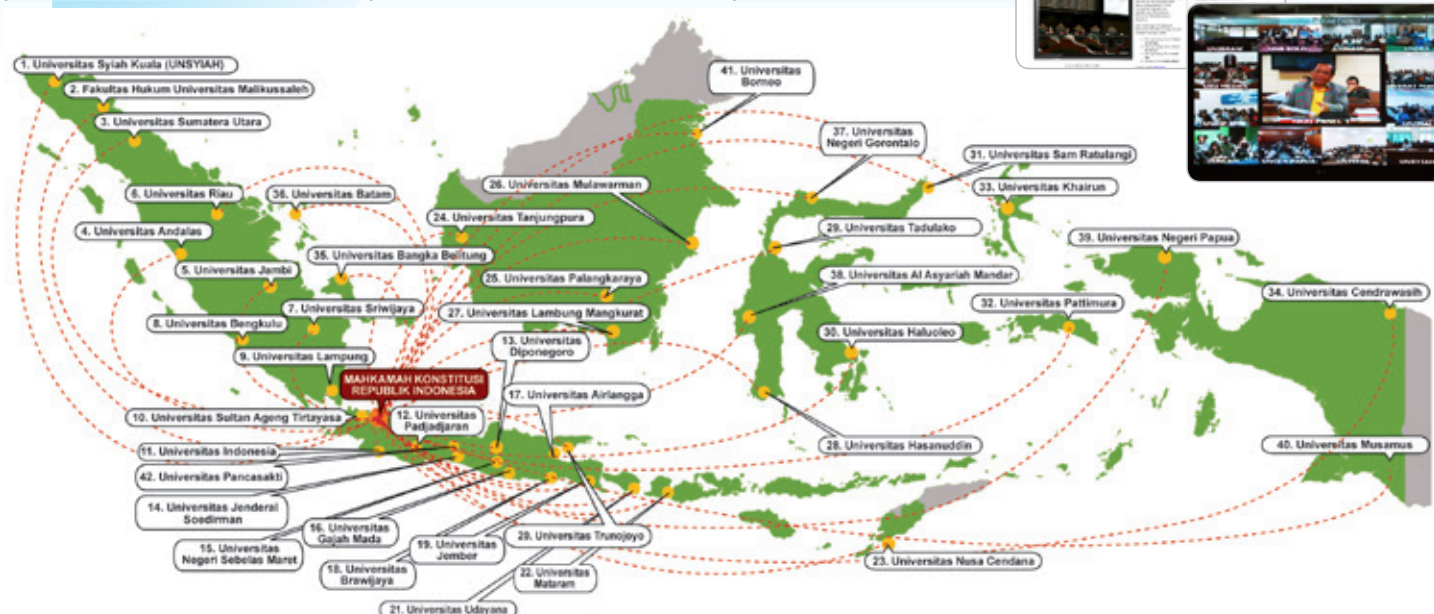 1. Universitas Syiah Kuala (UNSYIAH)
2. Fakultas Hukum Universitas Malikussaleh
3. Universitas Sumatera Utara
41. Universitas
Borneo
37. Universitas
Negeri Gorontalo
31. Universitas Sam Ratulangi
6. Universitas Riau
36. Universitas Batam
26. Universitas Mulawarman
33. Universitas Khairun
24. Universitas Tanjungpura
4. Universitas Andalas
29. Universitas Tadulako
39. Universitas Negeri Papua
35. Universitas Bangka Belitung
5. Universitas Jambi
25. Universitas Palangkaraya
38. Universitas Al Asyariah Mandar
34. Universitas Cendrawasih
7. Universitas Sriwijaya
27. Universitas Lambung Mangkurat
32. Universitas Pattimura
8. Universitas Bengkulu
13. Universitas
Diponegoro
30. Universitas Haluoleo
9. Universitas Lampung
MAHKAMAH KONSTITUSI
REPUBLIK INDONESIA
17. Universitas Airlangga
10. Universitas Sultan Ageng Tirtayasa
12. Universitas
Padjadjaran
28. Universitas Hasanuddin
40. Universitas Musamus
11. Universitas Indonesia
42. Universitas Pancasakti
14. Universitas Jenderal
Soedirman
16. Universitas
Gajah Mada
20. Universitas Trunojoyo
15. Universitas
Negeri Sebelas Maret
19. Universitas
Jember
18. Universitas
Brawijaya
22. Universitas
Mataram
23. Universitas Nusa Cendana
21. Universitas Udayana